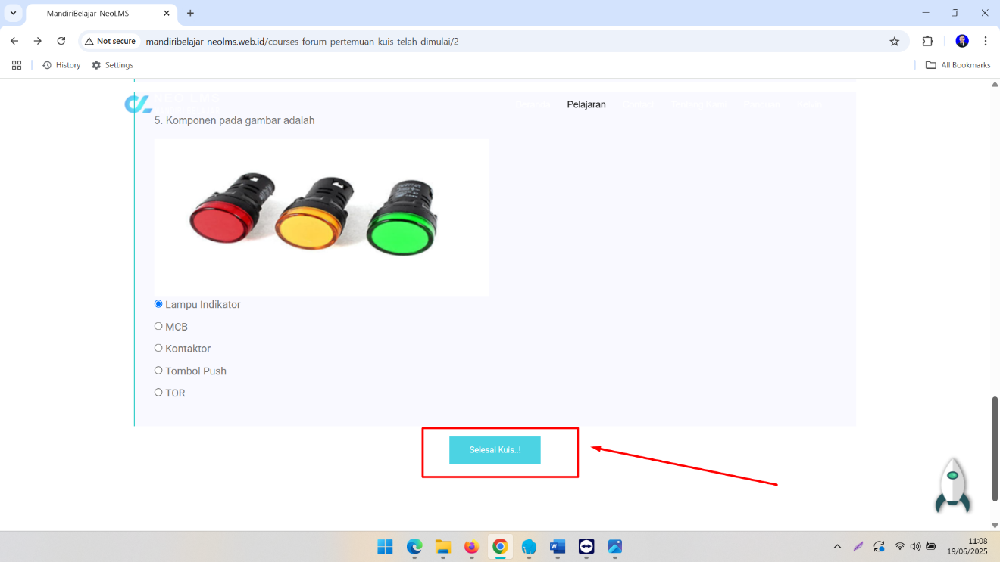 MandiriBelajar-NeoLMS
Not secure
mandiribelajar-neolms.web.id/courses-forum-pertemuan-kuis-telah-dimulai/2
History
Settings
All Bookmarks
Pelajaran
5. Komponen pada gambar adalah
Lampu Indikator
MCB
Kontaktor
Tombol Push
TOR
Selesai Kuis..!
11:08
19/06/2025